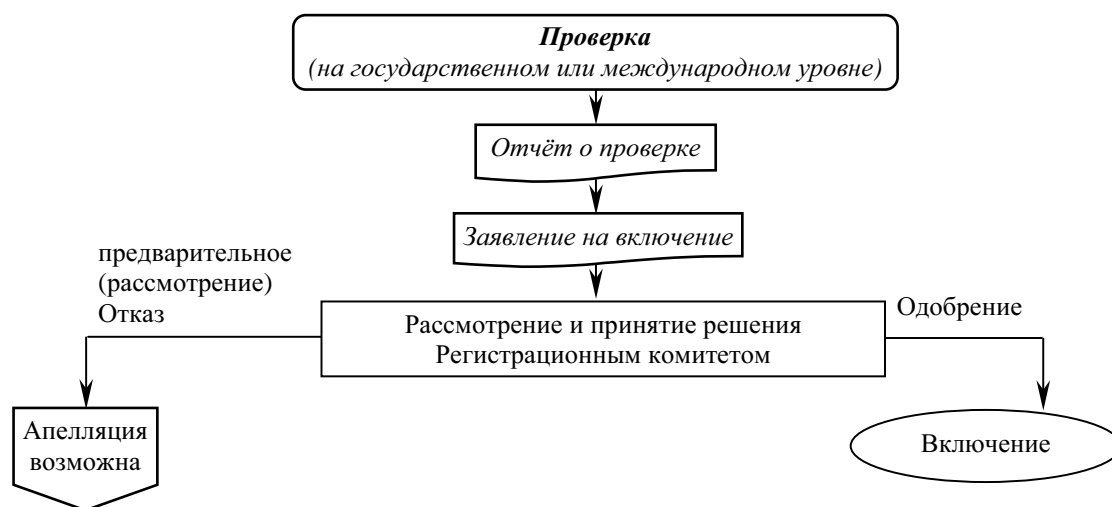 Проверка
(на государственном или международном уровне)
Отчёт о проверке
Заявление на включение
предварительное
(рассмотрение)
Отказ
Рассмотрение и принятие решения
Регистрационным комитетом
Одобрение
Апелляция
возможна
Включение